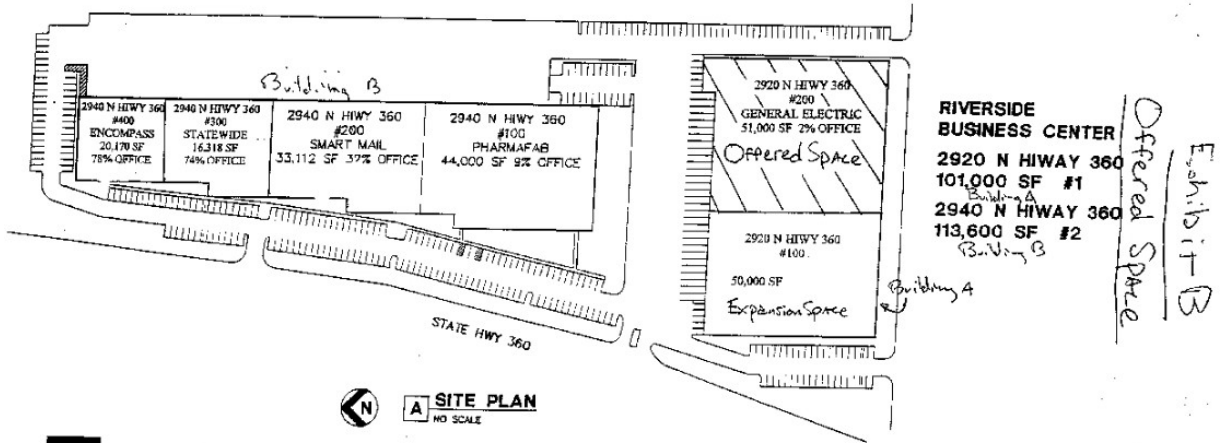 Building B
2940 N HIWY 360
#400
ENCOMPASS
20,170 SF
78% OFFICE
2940 N HIWY 360
#300
STATEWIDE
16,318 SF
74% OFFICE
2940 N HWY 360
#200
SMART MAIL
33,112 SF 37% OFFICE
2940 N HWY 360
#100
PHARMAFAB
44,000 SF 9% OFFICE
2920 N HIWY 360
#200
GENERAL ELECTRIC
51,000 SF 2% OFFICE
Offered Space
2920 N HIWY 360
#100
50,000 SF
Expansion Space
Building A
RIVERSIDE
BUSINESS CENTER
2920 N HIWAY 360
101,000 SF #1
Building A
2940 N HIWAY 360
113,600 SF #2
Building B
Exhibit B
Offered Space
STATE HWY 360
N
A SITE PLAN
NO SCALE